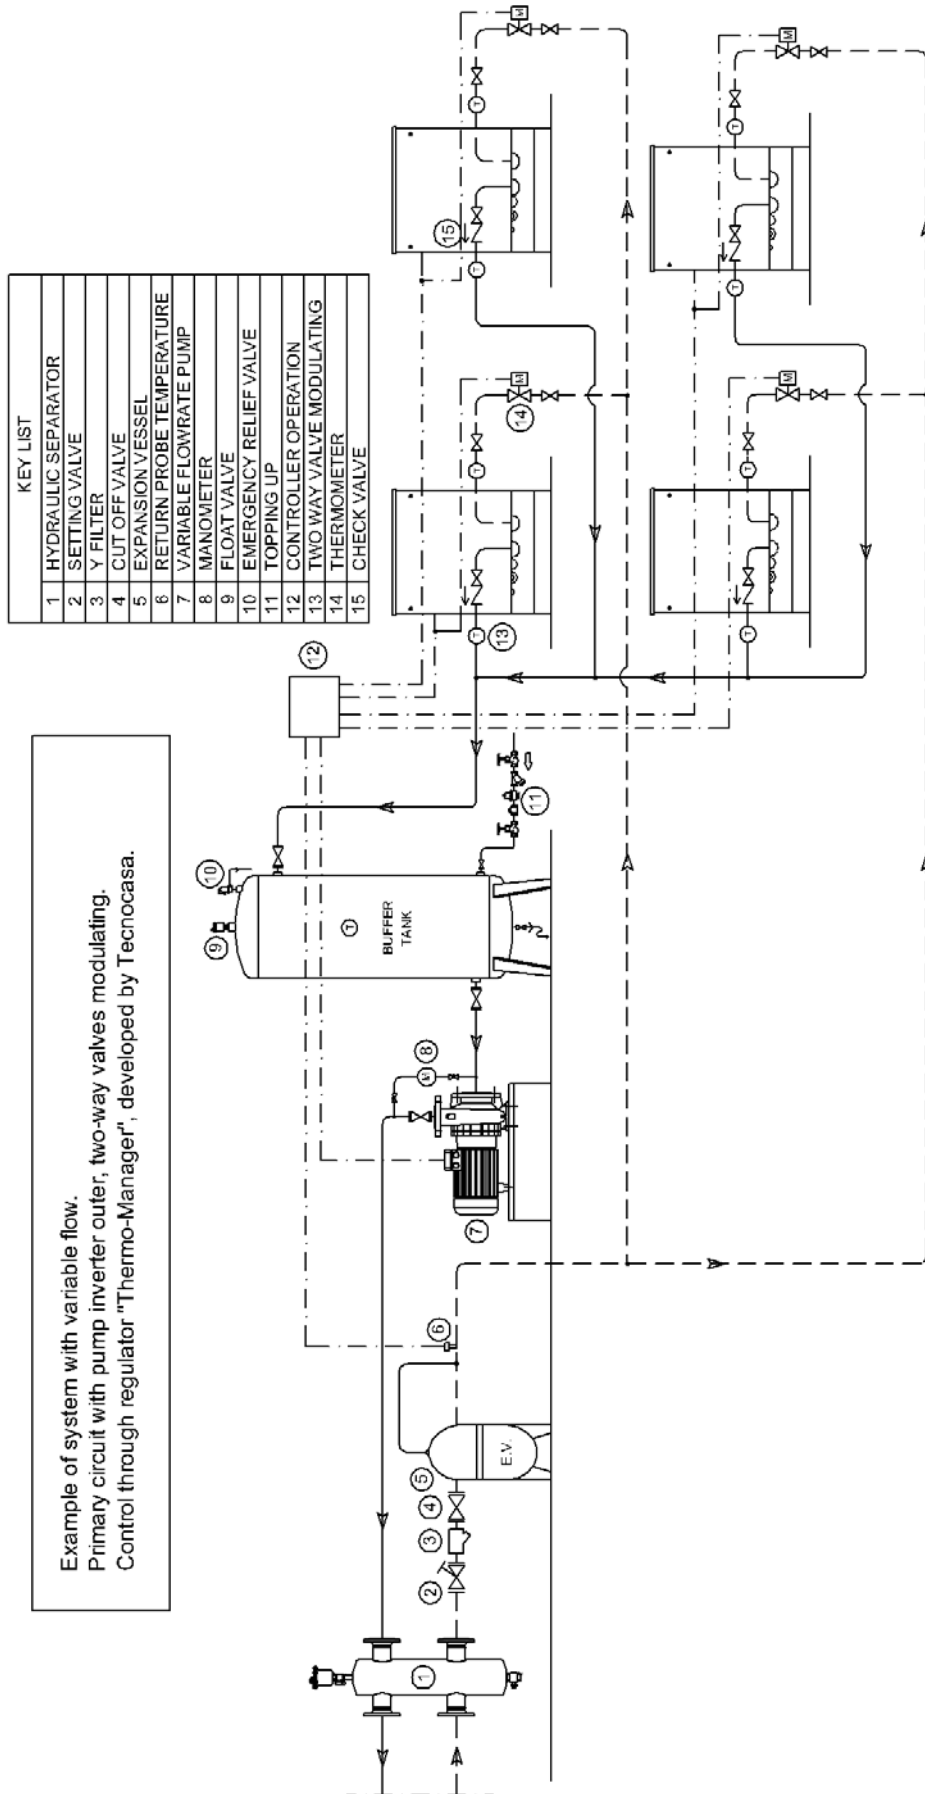 Example of system with variable flow.
Primary circuit with pump inverter outer, two-way valves modulating.
Control through regulator "Thermo-Manager", developed by Tecnocasa.
KEY LIST
1 HYDRAULIC SEPARATOR
2 SETTING VALVE
3 Y FILTER
4 CUT OFF VALVE
5 EXPANSION VESSEL
6 RETURN PROBE TEMPERATURE
7 VARIABLE FLOWRATE PUMP
8 MANOMETER
9 FLOAT VALVE
10 EMERGENCY RELIEF VALVE
11 TOPPING UP
12 CONTROLLER OPERATION
13 TWO WAY VALVE MODULATING
14 THERMOMETER
15 CHECK VALVE
1
2
3
4
5
E.V.
6
7
8
M
9
10
T
BUFFER
TANK
11
12
13
T
T
M
14
15
T
T
M
T
T
M
T
T
M